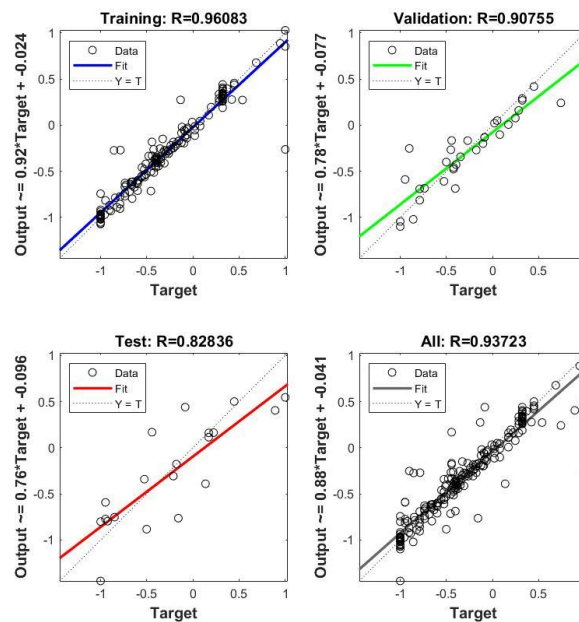 Training: R=0.96083
Data
Fit
Y = T
Output ~= 0.92*Target + -0.024
1
0.5
0
-0.5
-1
-1 -0.5 0 0.5 1
Target
Validation: R=0.90755
Data
Fit
Y = T
Output ~= 0.78*Target + -0.077
1
0.5
0
-0.5
-1
-1 -0.5 0 0.5
Target
Test: R=0.82836
Data
Fit
Y = T
Output ~= 0.76*Target + -0.096
1
0.5
0
-0.5
-1
-1 -0.5 0 0.5 1
Target
All: R=0.93723
Data
Fit
Y = T
Output ~= 0.88*Target + -0.041
1
0.5
0
-0.5
-1
-1 -0.5 0 0.5
Target